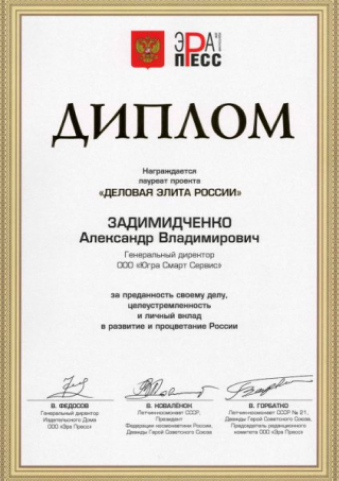 ЭРА
ПРЕСС
ДИПЛОМ
Награждается
лауреат проекта
«ДЕЛОВАЯ ЭЛИТА РОССИИ»
ЗАДИМИДЧЕНКО
Александр Владимирович
Генеральный директор
ООО «Югра Смарт Сервис»
за преданность своему делу,
целеустремленность
и личный вклад
в развитие и процветание России
В. ФЕДОСОВ
Генеральный директор
Издательского Дома
ООО «Эра Пресс»
В. КОВАЛЁНОК
Летчик-космонавт СССР,
Президент
Федерации космонавтики России,
Дважды Герой Советского Союза
В. ГОРБАТКО
Летчик-космонавт СССР № 21,
Дважды Герой Советского Союза,
Председатель редакционного
комитета ООО «Эра Пресс»